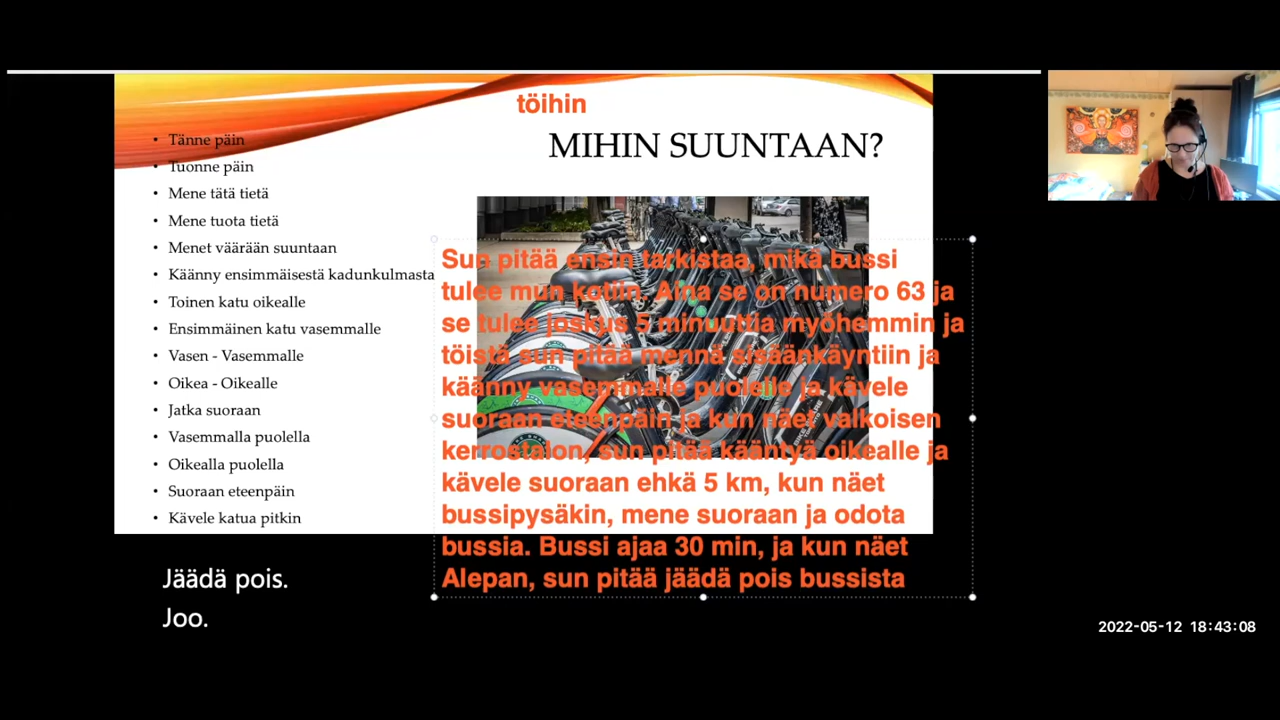 töihin
MIHIN SUUNTAAN?
Tänne päin
Tuonne päin
Mene tätä tietä
Mene tuota tietä
Menet väärään suuntaan
Käänny ensimmäisestä kadunkulmasta
Toinen katu oikealle
Ensimmäinen katu vasemmalle
Vasen - Vasemmalle
Oikea - Oikealle
Jatka suoraan
Vasemmalla puolella
Oikealla puolella
Suoraan eteenpäin
Kävele katua pitkin
Sun pitää ensin tarkistaa, mikä bussi
tulee mun kotiin. Aina se on numero 63 ja
se tulee joskus 5 minuuttia myöhemmin ja
töistä sun pitää mennä sisäänkäyntiin ja
käänny vasemmalle puolelle ja kävele
suoraan eteenpäin ja kun näet valkoisen
kerrostalon, sun pitää kääntyä oikealle ja
kävele suoraan ehkä 5 km, kun näet
bussipysäkin, mene suoraan ja odota
bussia. Bussi ajaa 30 min, ja kun näet
Alepan, sun pitää jäädä pois bussista
Jäädä pois.
Joo.
2022-05-12 18:43:08